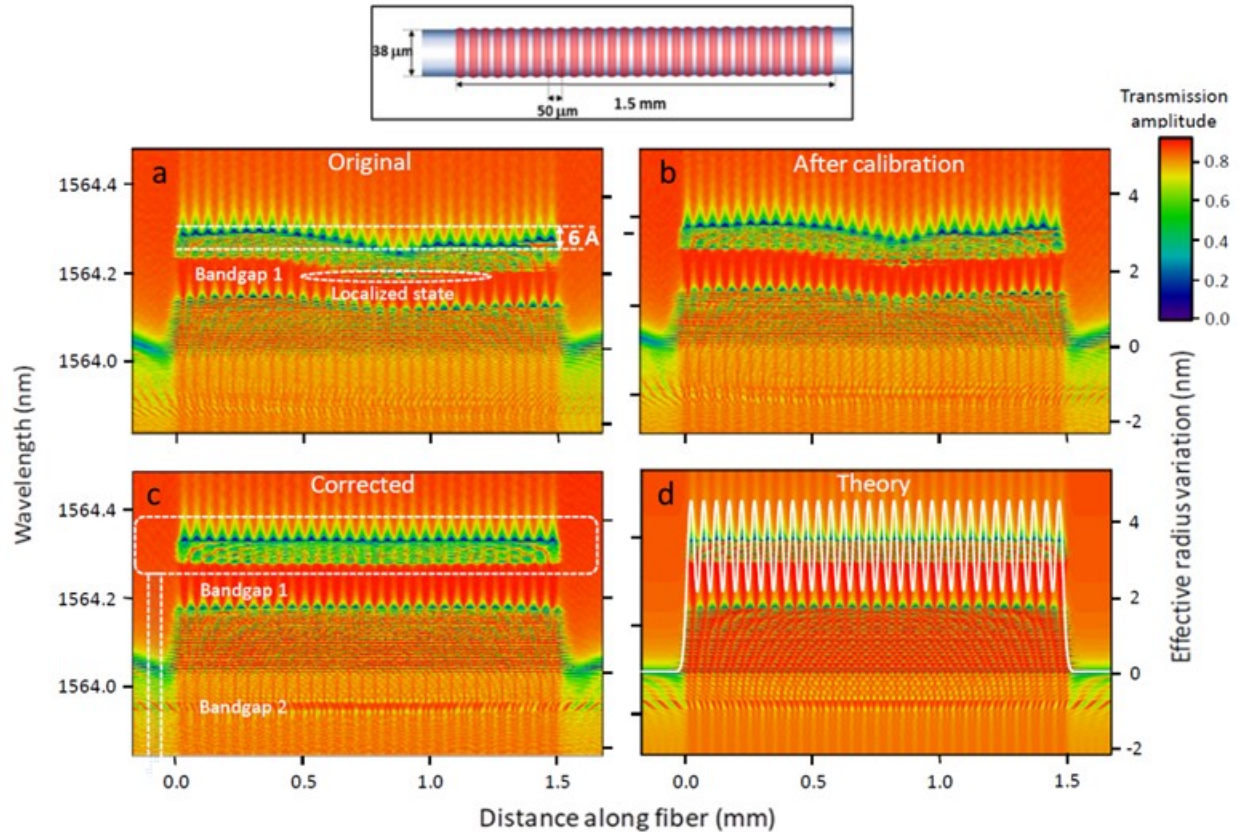 38 μm
50 μm
1.5 mm
Transmission
amplitude
0.8
0.6
0.4
0.2
0.0
a
Original
1564.4
1564.2
1564.0
6 Å
Bandgap 1
Localized state
b
After calibration
4
2
0
-2
Wavelength (nm)
Effective radius variation (nm)
c
Corrected
1564.4
1564.2
1564.0
Bandgap 1
Bandgap 2
d
Theory
4
2
0
-2
0.0
0.5
1.0
1.5
0.0
0.5
1.0
1.5
Distance along fiber (mm)